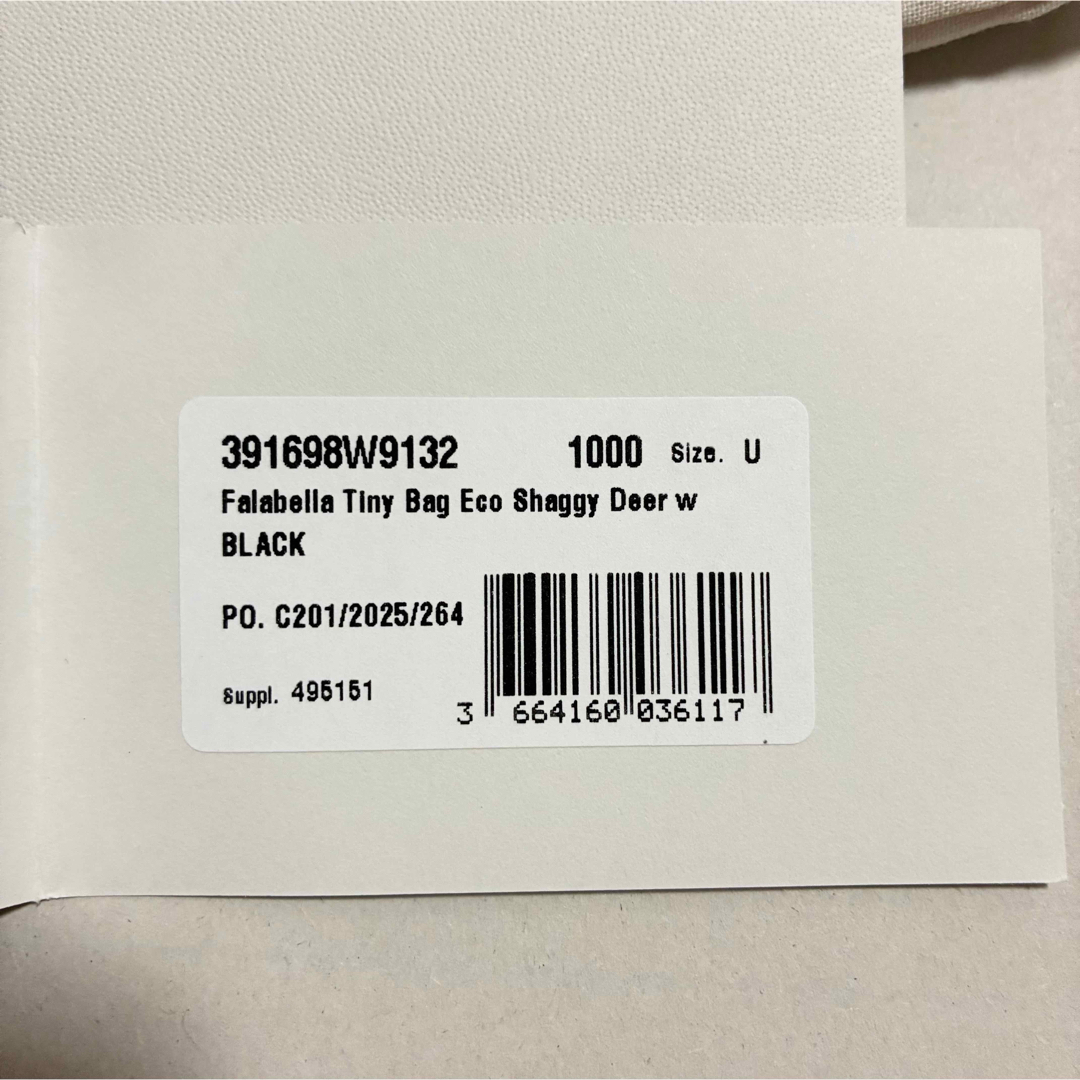 391698W9132 1000 Size. U
Falabella Tiny Bag Eco Shaggy Deer w
BLACK
PO. C201/2025/264
Suppl. 495151
3 664160 036117